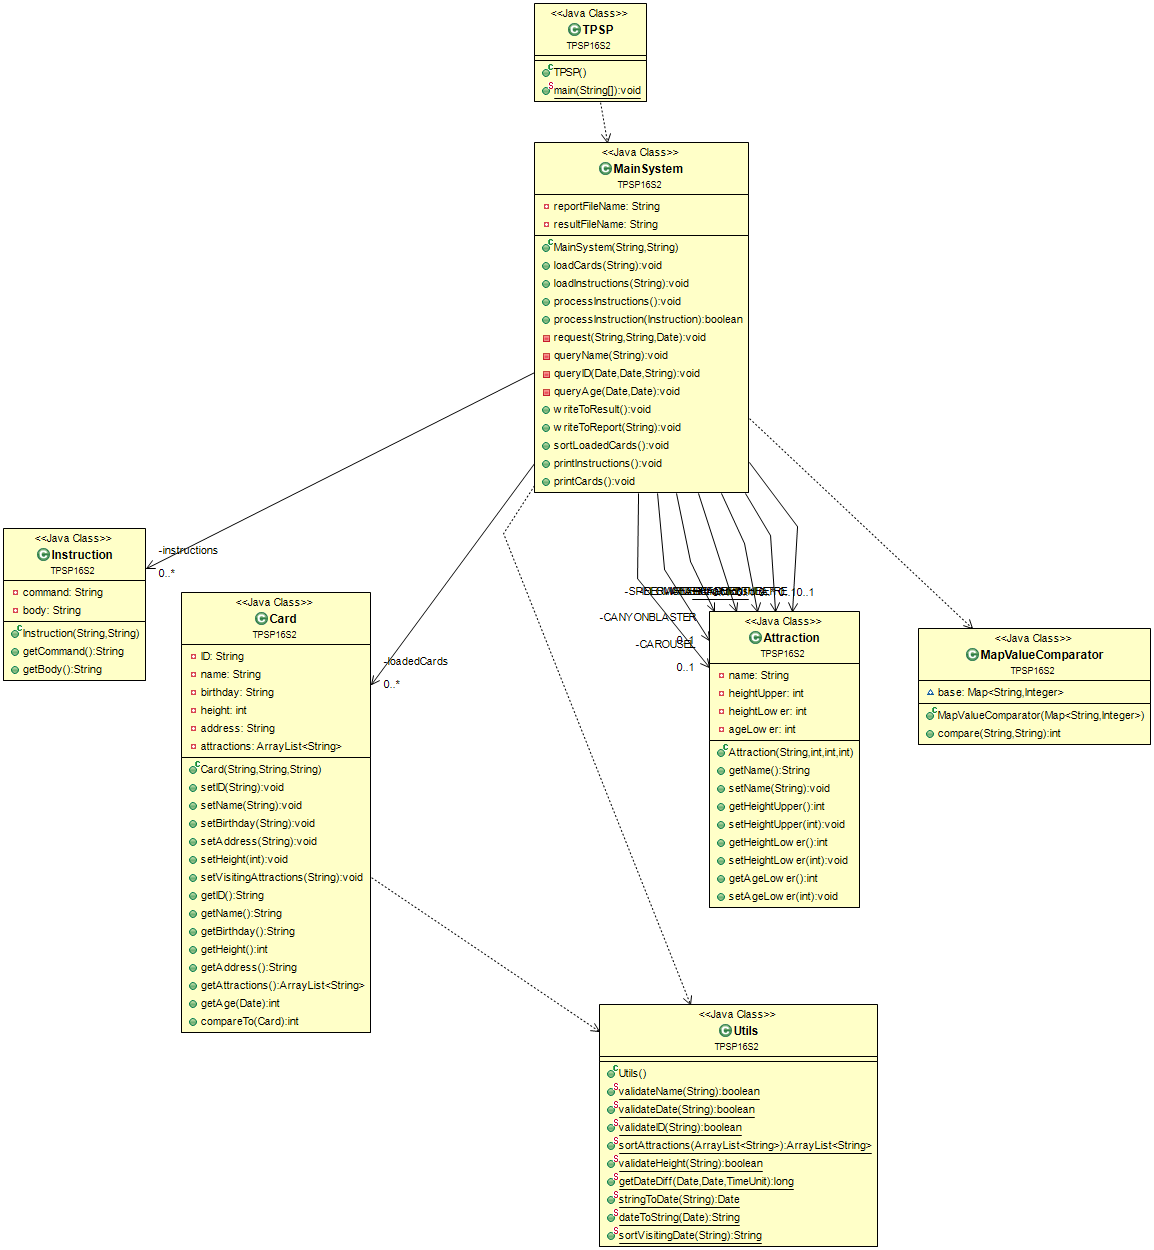 <<Java Class>>
TPSP
TPSP16S2
TPSP()
main(String[]):void
<<Java Class>>
MainSystem
TPSP16S2
reportFileName: String
resultFileName: String
MainSystem(String,String)
loadCards(String):void
loadInstructions(String):void
processInstructions():void
processInstruction(Instruction):boolean
request(String,String,Date):void
queryName(String):void
queryID(Date,Date,String):void
queryAge(Date,Date):void
writeToResult():void
writeToReport(String):void
sortLoadedCards():void
printInstructions():void
printCards():void
-instructions
0..*
<<Java Class>>
Instruction
TPSP16S2
command: String
body: String
Instruction(String,String)
getCommand():String
getBody():String
-loadedCards
0..*
<<Java Class>>
Card
TPSP16S2
ID: String
name: String
birthday: String
height: int
address: String
attractions: ArrayList<String>
Card(String,String,String)
setID(String):void
setName(String):void
setBirthday(String):void
setAddress(String):void
setHeight(int):void
setVisitingAttractions(String):void
getID():String
getName():String
getBirthday():String
getHeight():int
getAddress():String
getAttractions():ArrayList<String>
getAge(Date):int
compareTo(Card):int
0..1
-CANYONBLASTER
0..1
-CAROUSEL
0..1
<<Java Class>>
Attraction
TPSP16S2
name: String
heightUpper: int
heightLower: int
ageLower: int
Attraction(String,int,int,int)
getName():String
setName(String):void
getHeightUpper():int
setHeightUpper(int):void
getHeightLower():int
setHeightLower(int):void
getAgeLower():int
setAgeLower(int):void
<<Java Class>>
MapValueComparator
TPSP16S2
base: Map<String,Integer>
MapValueComparator(Map<String,Integer>)
compare(String,String):int
<<Java Class>>
Utils
TPSP16S2
Utils()
validateName(String):boolean
validateDate(String):boolean
validateID(String):boolean
sortAttractions(ArrayList<String>):ArrayList<String>
validateHeight(String):boolean
getDateDiff(Date,Date,TimeUnit):long
stringToDate(String):Date
dateToString(Date):String
sortVisitingDate(String):String